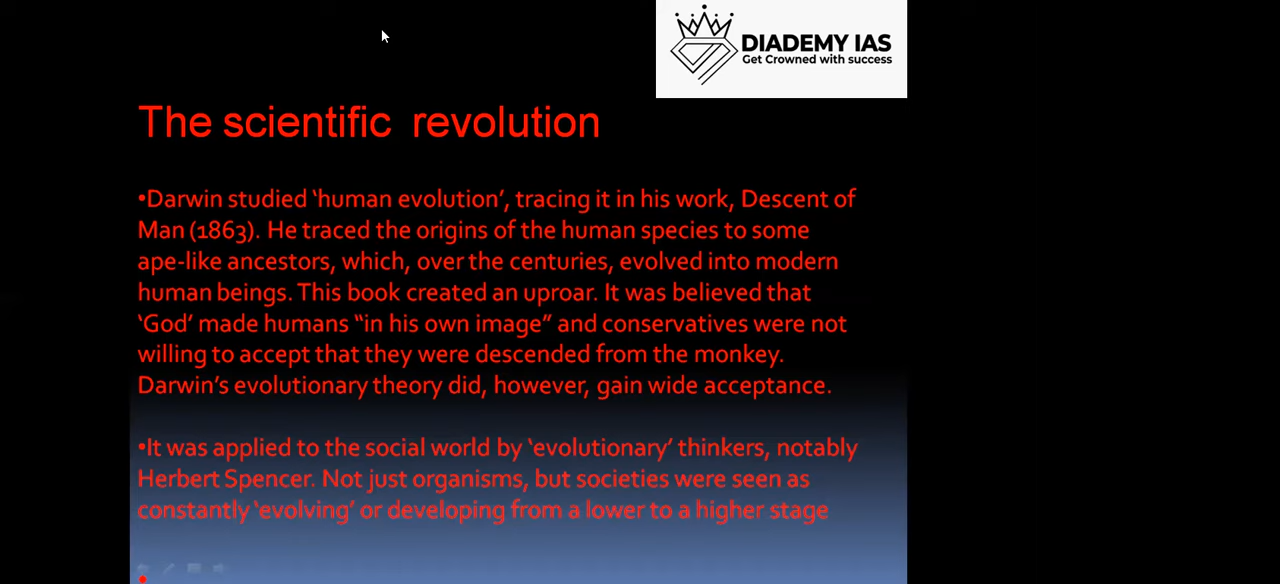 DIADEMY IAS
Get Crowned with success
The scientific revolution
•Darwin studied ‘human evolution’, tracing it in his work, Descent of
Man (1863). He traced the origins of the human species to some
ape-like ancestors, which, over the centuries, evolved into modern
human beings. This book created an uproar. It was believed that
‘God’ made humans “in his own image” and conservatives were not
willing to accept that they were descended from the monkey.
Darwin’s evolutionary theory did, however, gain wide acceptance.
•It was applied to the social world by ‘evolutionary’ thinkers, notably
Herbert Spencer. Not just organisms, but societies were seen as
constantly ‘evolving’ or developing from a lower to a higher stage
•